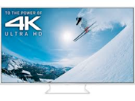 TO THE POWER OF
4K
ULTRA HD